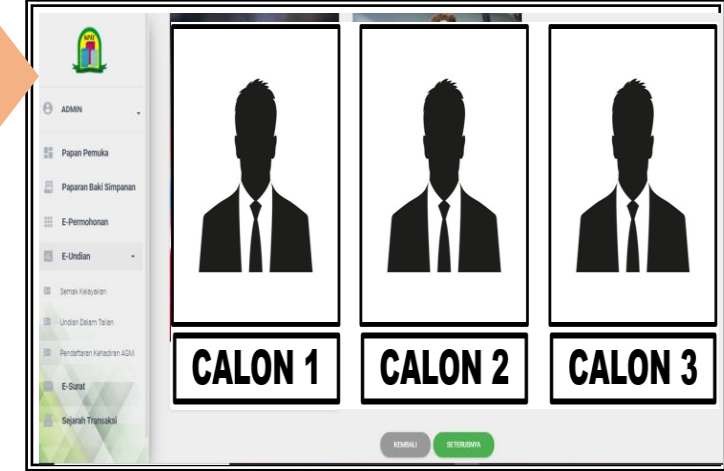 KPAT
ADMIN
Papan Pemuka
Paparan Baki Simpanan
E-Permohonan
E-Undian
Semak Kelayakan
Undian Dalam Talian
Pendaftaran Kehadiran AGM
E-Surat
Sejarah Transaksi
CALON 1
CALON 2
CALON 3
KEMBALI
SETERUSNYA